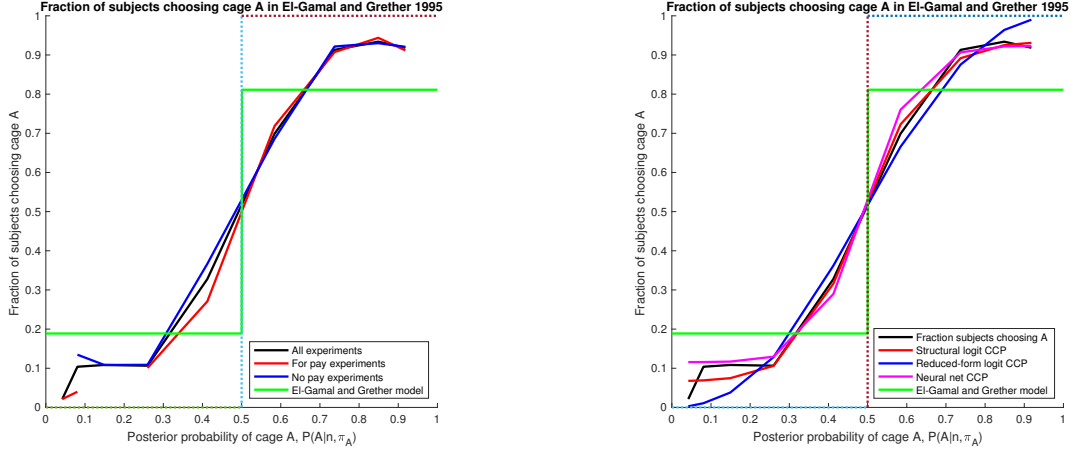 Fraction of subjects choosing cage A in El-Gamal and Grether 1995
1
0.9
0.8
0.7
0.6
0.5
0.4
0.3
0.2
0.1
0
Fraction of subjects choosing cage A
All experiments
For pay experiments
No pay experiments
El-Gamal and Grether model
0 0.1 0.2 0.3 0.4 0.5 0.6 0.7 0.8 0.9 1
Posterior probability of cage A, P(A|n,π_A)
Fraction of subjects choosing cage A in El-Gamal and Grether 1995
1
0.9
0.8
0.7
0.6
0.5
0.4
0.3
0.2
0.1
0
Fraction of subjects choosing cage A
Fraction subjects choosing A
Structural logit CCP
Reduced-form logit CCP
Neural net CCP
El-Gamal and Grether model
0 0.1 0.2 0.3 0.4 0.5 0.6 0.7 0.8 0.9 1
Posterior probability of cage A, P(A|n,π_A)